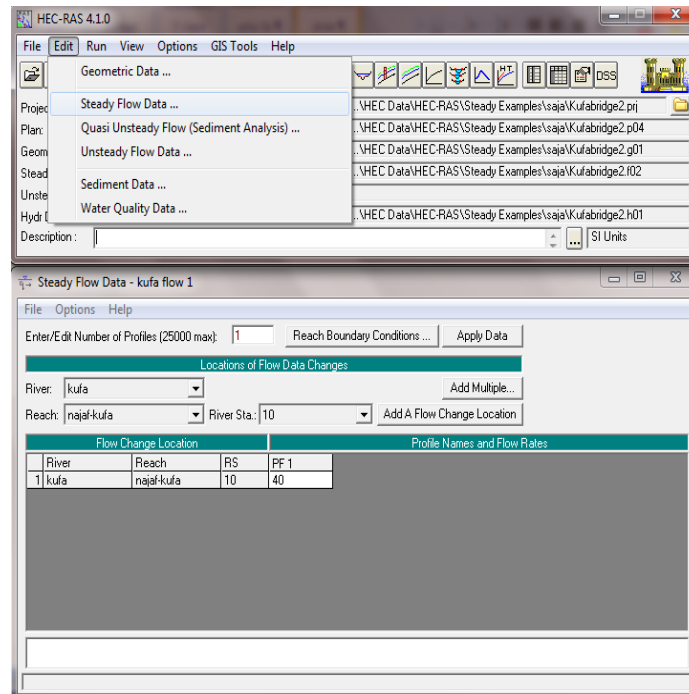 HEC-RAS 4.1.0
File Edit Run View Options GIS Tools Help
Geometric Data ...
HT. DSS
Steady Flow Data ...
Projec ..\HEC Data\HEC-RAS\Steady Examples\saja\Kufabridge2.prj
Plan: Quasi Unsteady Flow (Sediment Analysis) ... ..\HEC Data\HEC-RAS\Steady Examples\saja\Kufabridge2.p04
Geom Unsteady Flow Data ... ..\HEC Data\HEC-RAS\Steady Examples\saja\Kufabridge2.g01
Stead ..\HEC Data\HEC-RAS\Steady Examples\saja\Kufabridge2.f02
Unste Sediment Data ...
Hydr D Water Quality Data ... ..\HEC Data\HEC-RAS\Steady Examples\saja\Kufabridge2.h01
Description : ... SI Units
Steady Flow Data - kufa flow 1
File Options Help
Enter/Edit Number of Profiles (25000 max): 1 Reach Boundary Conditions ... Apply Data
Locations of Flow Data Changes
River: kufa Add Multiple...
Reach: najaf-kufa River Sta.: 10 Add A Flow Change Location
Flow Change Location Profile Names and Flow Rates
River Reach RS PF 1
1 kufa najaf-kufa 10 40